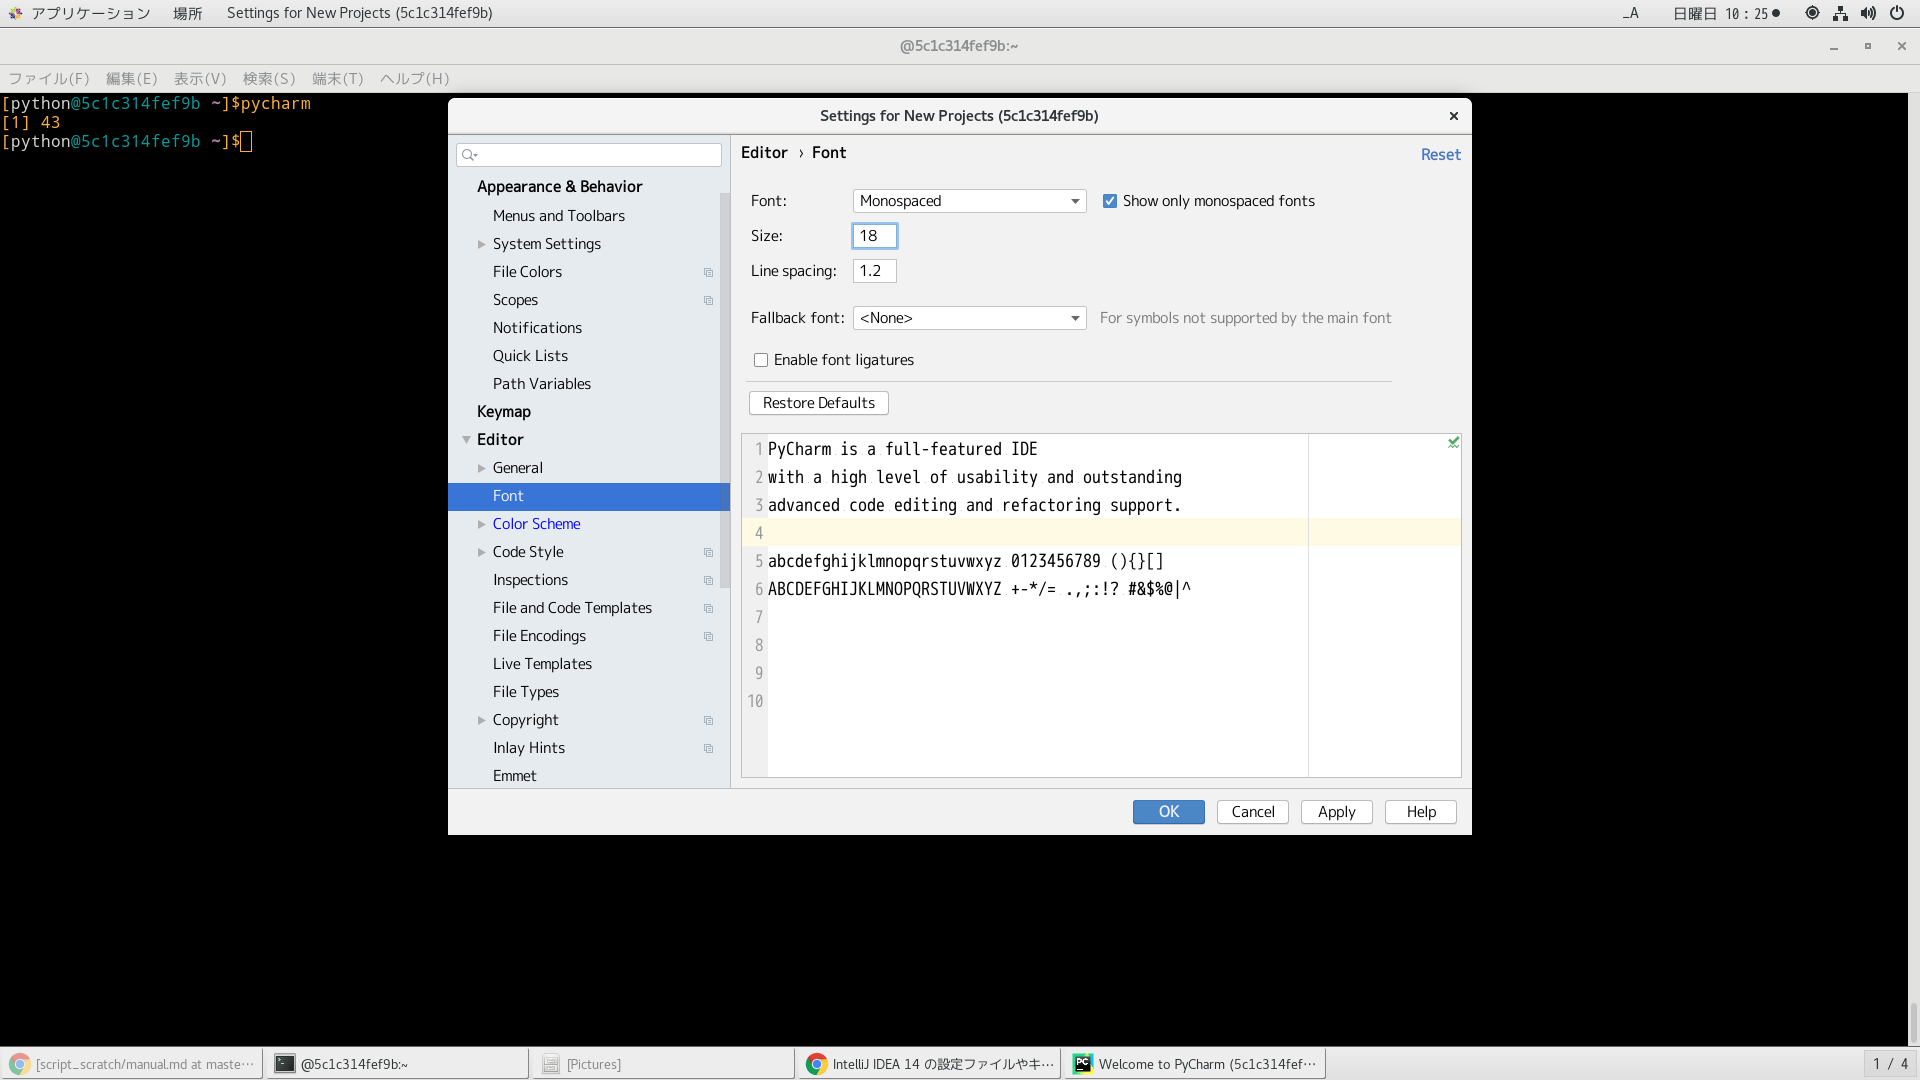 アプリケーション 場所 Settings for New Projects (5c1c314fef9b) _A 日曜日 10 : 25●
@5c1c314fef9b:~
ファイル(F) 編集(E) 表示(V) 検索(S) 端末(T) ヘルプ(H)
[python@5c1c314fef9b ~]$pycharm
[1] 43
[python@5c1c314fef9b ~]$
Settings for New Projects (5c1c314fef9b)
Appearance & Behavior
Menus and Toolbars
System Settings
File Colors
Scopes
Notifications
Quick Lists
Path Variables
Keymap
Editor
General
Font
Color Scheme
Code Style
Inspections
File and Code Templates
File Encodings
Live Templates
File Types
Copyright
Inlay Hints
Emmet
Editor › Font
Reset
Font: Monospaced Show only monospaced fonts
Size: 18
Line spacing: 1.2
Fallback font: <None> For symbols not supported by the main font
Enable font ligatures
Restore Defaults
1 PyCharm is a full-featured IDE
2 with a high level of usability and outstanding
3 advanced code editing and refactoring support.
4
5 abcdefghijklmnopqrstuvwxyz 0123456789 (){}[]
6 ABCDEFGHIJKLMNOPQRSTUVWXYZ +-*/= .,;:!? #&$%@|^
7
8
9
10
OK Cancel Apply Help
[script_scratch/manual.md at maste… @5c1c314fef9b:~ [Pictures] IntelliJ IDEA 14 の設定ファイルやキ… Welcome to PyCharm (5c1c314fef… 1 / 4